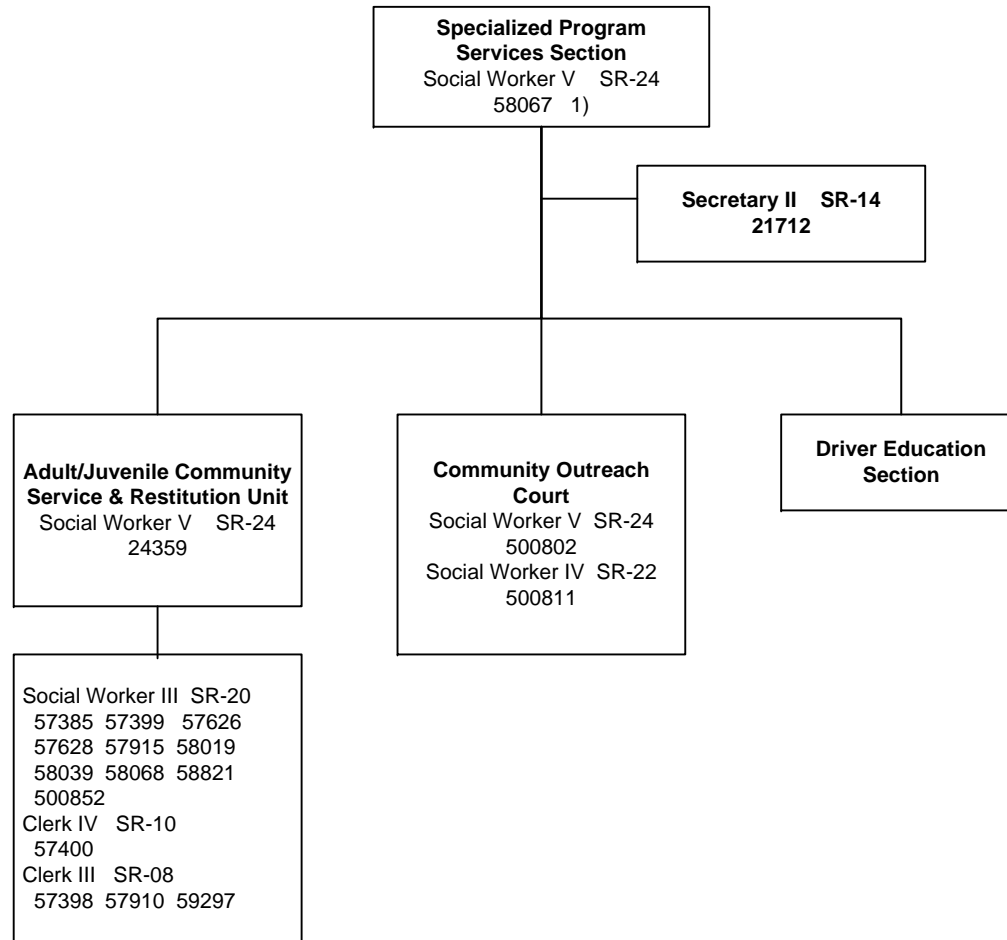 Specialized Program
Services Section
Social Worker V SR-24
58067 1)
Secretary II SR-14
21712
Adult/Juvenile Community
Service & Restitution Unit
Social Worker V SR-24
24359
Community Outreach
Court
Social Worker V SR-24
500802
Social Worker IV SR-22
500811
Driver Education
Section
Social Worker III SR-20
57385 57399 57626
57628 57915 58019
58039 58068 58821
500852
Clerk IV SR-10
57400
Clerk III SR-08
57398 57910 59297